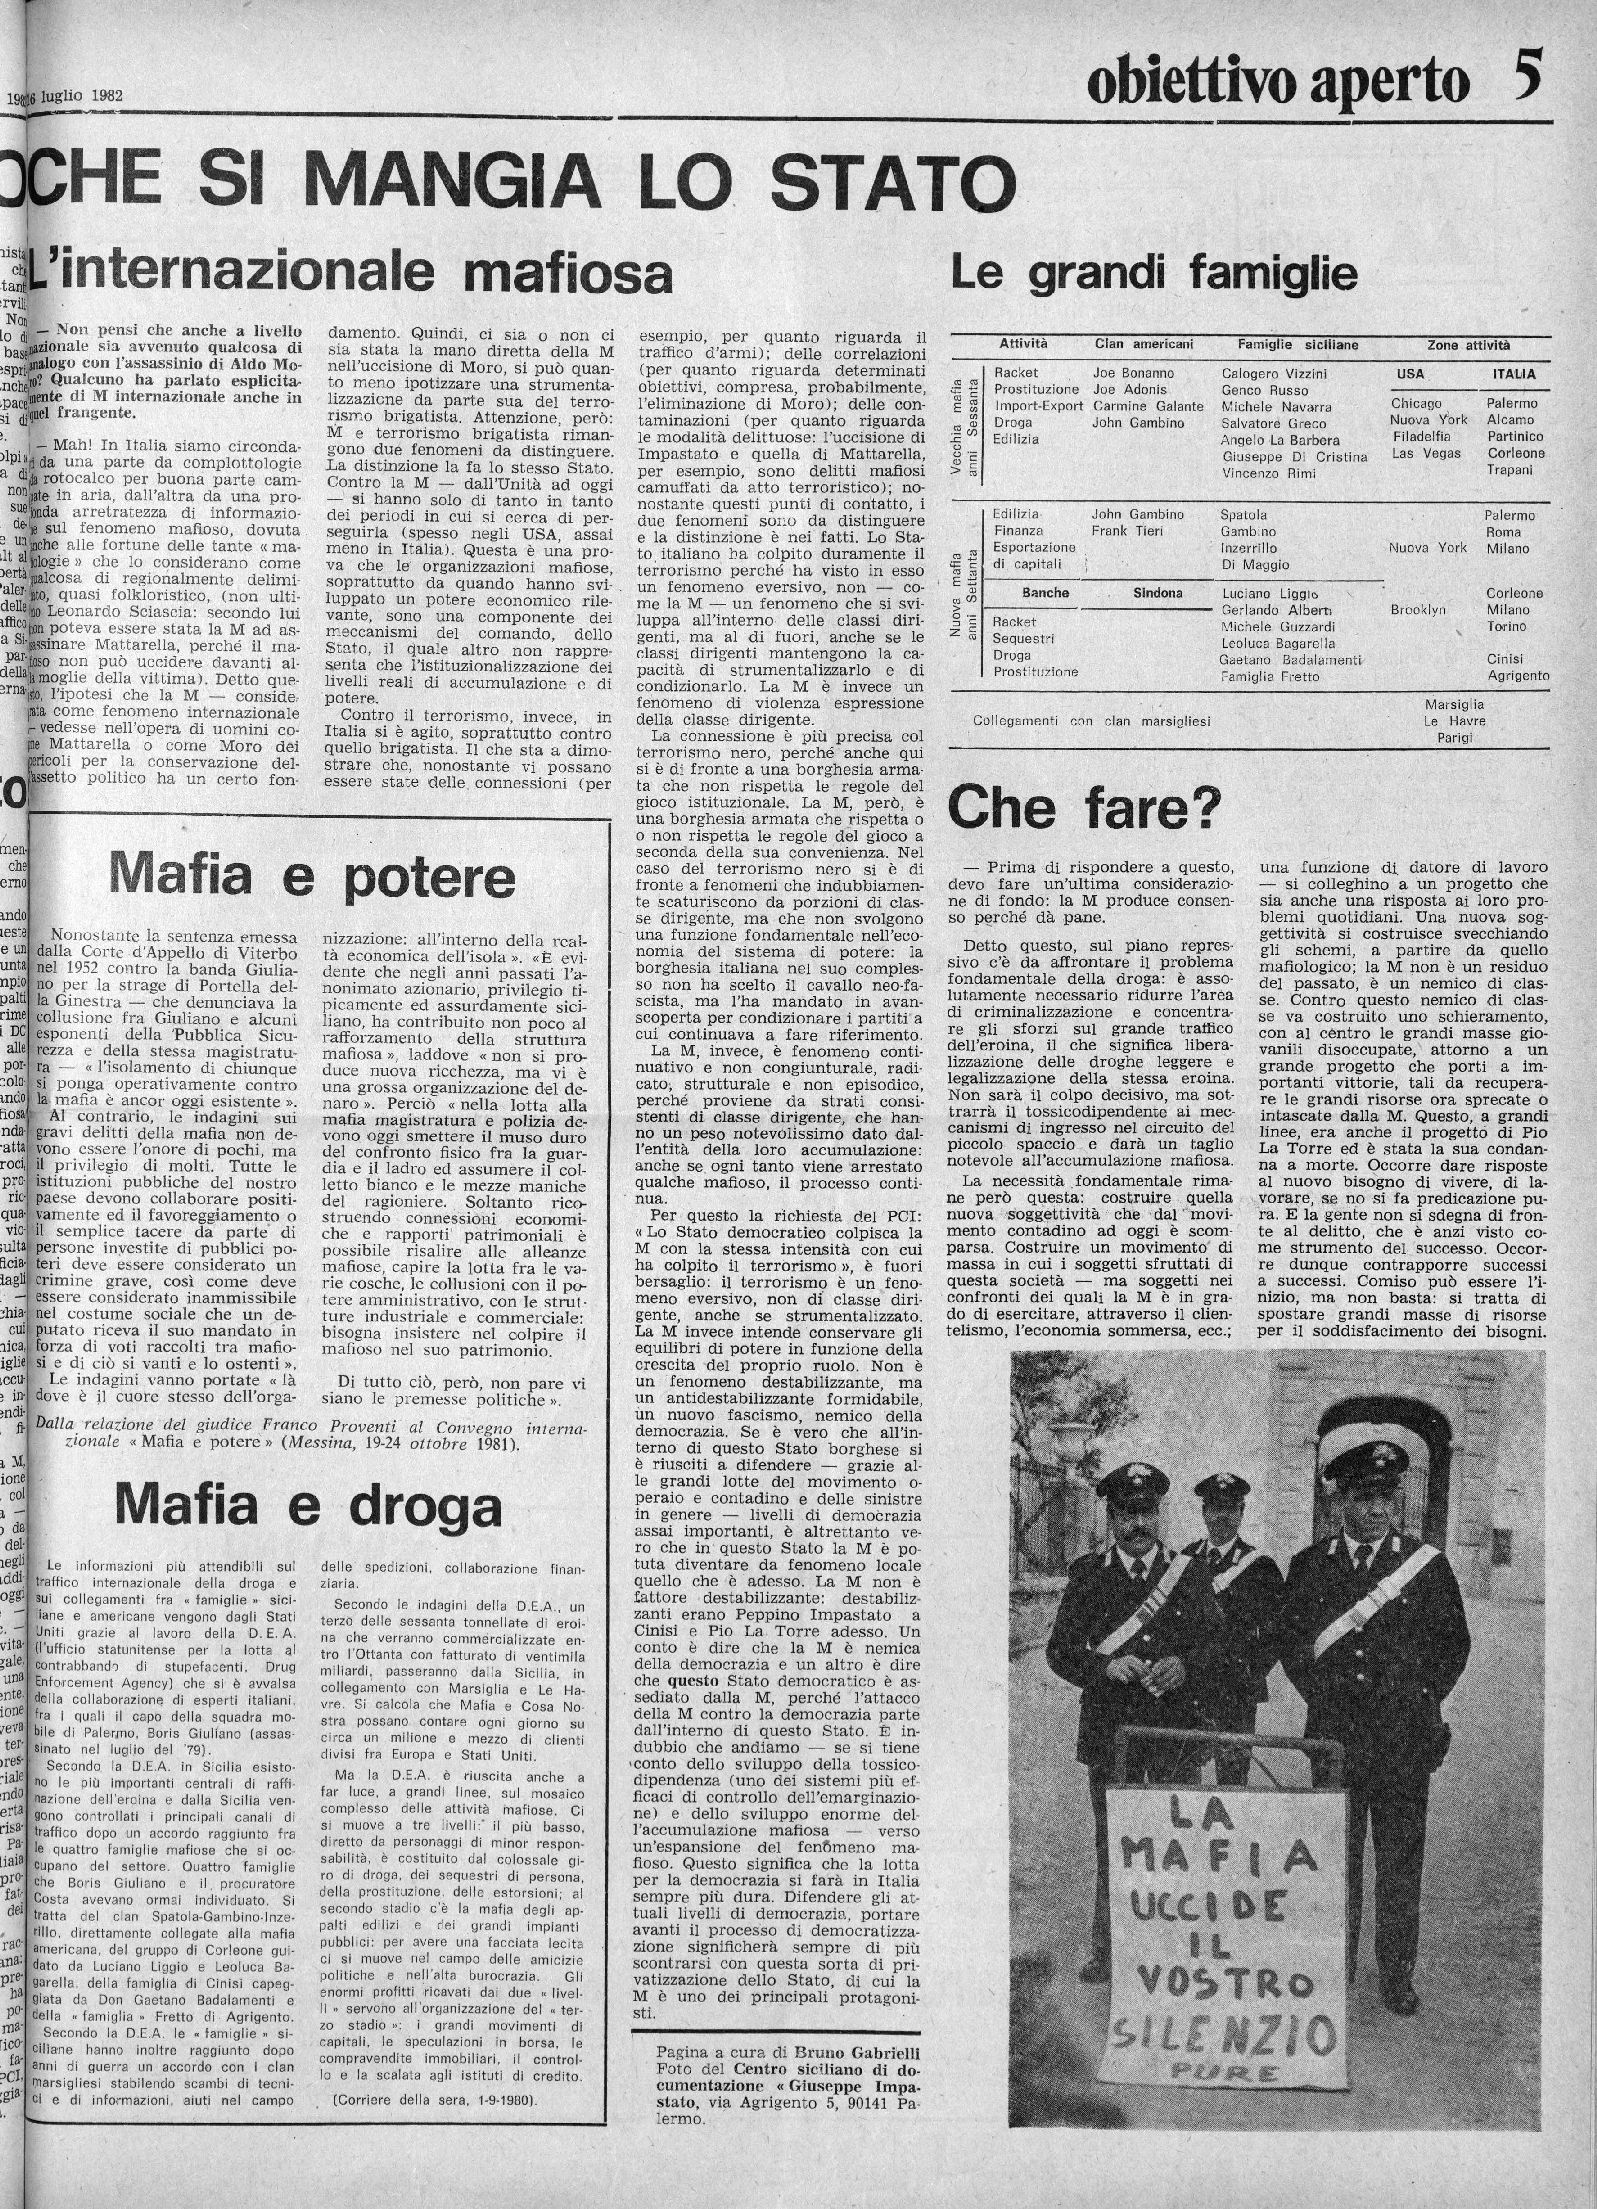 6 luglio 1982
obiettivo aperto 5
CHE SI MANGIA LO STATO
L'internazionale mafiosa
— Non pensi che anche a livello
nazionale sia avvenuto qualcosa di
analogo con l'assassinio di Aldo Mo-
ro? Qualcuno ha parlato esplicita-
mente di M internazionale anche in
quel frangente.
— Mah! In Italia siamo circonda-
ti da una parte da complottologie
da rotocalco per buona parte cam-
pate in aria, dall'altra da una pro-
fonda arretratezza di informazio-
ne sul fenomeno mafioso, dovuta
anche alle fortune delle tante « ma-
fiologie » che lo considerano come
qualcosa di regionalmente delimi-
tato, quasi folkloristico, (non ulti-
mo Leonardo Sciascia: secondo lui
non poteva essere stata la M ad as-
sassinare Mattarella, perché il ma-
fioso non può uccidere davanti al-
la moglie della vittima). Detto que-
sto, l'ipotesi che la M — conside-
rata come fenomeno internazionale
— vedesse nell'opera di uomini co-
me Mattarella o come Moro dei
pericoli per la conservazione del-
l'assetto politico ha un certo fon-
damento. Quindi, ci sia o non ci
sia stata la mano diretta della M
nell'uccisione di Moro, si può quan-
to meno ipotizzare una strumenta-
lizzazione da parte sua del terro-
rismo brigatista. Attenzione, però:
M e terrorismo brigatista riman-
gono due fenomeni da distinguere.
La distinzione la fa lo stesso Stato.
Contro la M — dall'Unità ad oggi
— si hanno solo di tanto in tanto
dei periodi in cui si cerca di per-
seguirla (spesso negli USA, assai
meno in Italia). Questa è una pro-
va che le organizzazioni mafiose,
soprattutto da quando hanno svi-
luppato un potere economico rile-
vante, sono una componente dei
meccanismi del comando, dello
Stato, il quale altro non rappre-
senta che l'istituzionalizzazione dei
livelli reali di accumulazione e di
potere.
Contro il terrorismo, invece, in
Italia si è agito, soprattutto contro
quello brigatista. Il che sta a dimo-
strare che, nonostante vi possano
essere state delle connessioni (per
esempio, per quanto riguarda il
traffico d'armi); delle correlazioni
(per quanto riguarda determinati
obiettivi, compresa, probabilmente,
l'eliminazione di Moro); delle con-
taminazioni (per quanto riguarda
le modalità delittuose: l'uccisione di
Impastato e quella di Mattarella,
per esempio, sono delitti mafiosi
camuffati da atto terroristico); no-
nostante questi punti di contatto, i
due fenomeni sono da distinguere
e la distinzione è nei fatti. Lo Sta-
to italiano ha colpito duramente il
terrorismo perché ha visto in esso
un fenomeno eversivo, non — co-
me la M — un fenomeno che si svi-
luppa all'interno delle classi diri-
genti, ma al di fuori, anche se le
classi dirigenti mantengono la ca-
pacità di strumentalizzarlo e di
condizionarlo. La M è invece un
fenomeno di violenza espressione
della classe dirigente.
La connessione è più precisa col
terrorismo nero, perché anche qui
si è di fronte a una borghesia arma-
ta che non rispetta le regole del
gioco istituzionale. La M, però, è
una borghesia armata che rispetta o
o non rispetta le regole del gioco a
seconda della sua convenienza. Nel
caso del terrorismo nero si è di
fronte a fenomeni che indubbiamen-
te scaturiscono da porzioni di clas-
se dirigente, ma che non svolgono
una funzione fondamentale nell'eco-
nomia del sistema di potere: la
borghesia italiana nel suo comples-
so non ha scelto il cavallo neo-fa-
scista, ma l'ha mandato in avan-
scoperta per condizionare i partiti a
cui continuava a fare riferimento.
La M, invece, è fenomeno conti-
nuativo e non congiunturale, radi-
cato, strutturale e non episodico,
perché proviene da strati consi-
stenti di classe dirigente, che han-
no un peso notevolissimo dato dal-
l'entità della loro accumulazione:
anche se ogni tanto viene arrestato
qualche mafioso, il processo conti-
nua.
Per questo la richiesta del PCI:
« Lo Stato democratico colpisca la
M con la stessa intensità con cui
ha colpito il terrorismo », è fuori
bersaglio: il terrorismo è un feno-
meno eversivo, non di classe diri-
gente, anche se strumentalizzato.
La M invece intende conservare gli
equilibri di potere in funzione della
crescita del proprio ruolo. Non è
un fenomeno destabilizzante, ma
un antidestabilizzante formidabile,
un nuovo fascismo, nemico della
democrazia. Se è vero che all'in-
terno di questo Stato borghese si
è riusciti a difendere — grazie al-
le grandi lotte del movimento o-
peraio e contadino e delle sinistre
in genere — livelli di democrazia
assai importanti, è altrettanto ve-
ro che in questo Stato la M è po-
tuta diventare da fenomeno locale
quello che è adesso. La M non è
fattore destabilizzante: destabiliz-
zanti erano Peppino Impastato a
Cinisi e Pio La Torre adesso. Un
conto è dire che la M è nemica
della democrazia e un altro è dire
che questo Stato democratico è as-
sediato dalla M, perché l'attacco
della M contro la democrazia parte
dall'interno di questo Stato. È in-
dubbio che andiamo — se si tiene
conto dello sviluppo della tossico-
dipendenza (uno dei sistemi più ef-
ficaci di controllo dell'emarginazio-
ne) e dello sviluppo enorme del-
l'accumulazione mafiosa — verso
un'espansione del fenomeno ma-
fioso. Questo significa che la lotta
per la democrazia si farà in Italia
sempre più dura. Difendere gli at-
tuali livelli di democrazia, portare
avanti il processo di democratizza-
zione significherà sempre di più
scontrarsi con questa sorta di pri-
vatizzazione dello Stato, di cui la
M è uno dei principali protagoni-
sti.
Pagina a cura di Bruno Gabrielli
Foto del Centro siciliano di do-
cumentazione « Giuseppe Impa-
stato, via Agrigento 5, 90141 Pa-
lermo.
Mafia e potere
Nonostante la sentenza emessa
dalla Corte d'Appello di Viterbo
nel 1952 contro la banda Giulia-
no per la strage di Portella del-
la Ginestra — che denunciava la
collusione fra Giuliano e alcuni
esponenti della Pubblica Sicu-
rezza e della stessa magistratu-
ra — « l'isolamento di chiunque
si ponga operativamente contro
la mafia è ancor oggi esistente ».
Al contrario, le indagini sui
gravi delitti della mafia non de-
vono essere l'onore di pochi, ma
il privilegio di molti. Tutte le
istituzioni pubbliche del nostro
paese devono collaborare positi-
vamente ed il favoreggiamento o
il semplice tacere da parte di
persone investite di pubblici po-
teri deve essere considerato un
crimine grave, così come deve
essere considerato inammissibile
nel costume sociale che un de-
putato riceva il suo mandato in
forza di voti raccolti tra mafio-
si e di ciò si vanti e lo ostenti ».
Le indagini vanno portate « là
dove è il cuore stesso dell'orga-
nizzazione: all'interno della real-
tà economica dell'isola ». «È evi-
dente che negli anni passati l'a-
nonimato azionario, privilegio ti-
picamente ed assurdamente sici-
liano, ha contribuito non poco al
rafforzamento della struttura
mafiosa », laddove « non si pro-
duce nuova ricchezza, ma vi è
una grossa organizzazione del de-
naro ». Perciò « nella lotta alla
mafia magistratura e polizia de-
vono oggi smettere il muso duro
del confronto fisico fra la guar-
dia e il ladro ed assumere il col-
letto bianco e le mezze maniche
del ragioniere. Soltanto rico-
struendo connessioni economi-
che e rapporti patrimoniali è
possibile risalire alle alleanze
mafiose, capire la lotta fra le va-
rie cosche, le collusioni con il po-
tere amministrativo, con le strut-
ture industriale e commerciale:
bisogna insistere nel colpire il
mafioso nel suo patrimonio.
Di tutto ciò, però, non pare vi
siano le premesse politiche ».
Dalla relazione del giudice Franco Proventi al Convegno interna-
zionale « Mafia e potere » (Messina, 19-24 ottobre 1981).
Mafia e droga
Le informazioni più attendibili sul
traffico internazionale della droga e
sui collegamenti fra « famiglie » sici-
liane e americane vengono dagli Stati
Uniti grazie al lavoro della D.E.A.
(l'ufficio statunitense per la lotta al
contrabbando di stupefacenti. Drug
Enforcement Agency) che si è avvalsa
della collaborazione di esperti italiani,
fra i quali il capo della squadra mo-
bile di Palermo, Boris Giuliano (assas-
sinato nel luglio del '79).
Secondo la D.E.A. in Sicilia esisto-
no le più importanti centrali di raffi-
nazione dell'eroina e dalla Sicilia ven-
gono controllati i principali canali di
traffico dopo un accordo raggiunto fra
le quattro famiglie mafiose che si oc-
cupano del settore. Quattro famiglie
che Boris Giuliano e il procuratore
Costa avevano ormai individuato. Si
tratta del clan Spatola-Gambino-Inze-
rillo, direttamente collegate alla mafia
americana, del gruppo di Corleone gui-
dato da Luciano Liggio e Leoluca Ba-
garella, della famiglia di Cinisi capeg-
giata da Don Gaetano Badalamenti e
della « famiglia » Fretto di Agrigento.
Secondo la D.E.A. le « famiglie » si-
ciliane hanno inoltre raggiunto dopo
anni di guerra un accordo con i clan
marsigliesi stabilendo scambi di tecni-
ci e di informazioni, aiuti nel campo
delle spedizioni, collaborazione finan-
ziaria.
Secondo le indagini della D.E.A., un
terzo delle sessanta tonnellate di eroi-
na che verranno commercializzate en-
tro l'Ottanta con fatturato di ventimila
miliardi, passeranno dalla Sicilia, in
collegamento con Marsiglia e Le Ha-
vre. Si calcola che Mafia e Cosa No-
stra possano contare ogni giorno su
circa un milione e mezzo di clienti
divisi fra Europa e Stati Uniti.
Ma la D.E.A. è riuscita anche a
far luce, a grandi linee, sul mosaico
complesso delle attività mafiose. Ci
si muove a tre livelli: il più basso,
diretto da personaggi di minor respon-
sabilità, è costituito dal colossale gi-
ro di droga, dei sequestri di persona,
della prostituzione, delle estorsioni; al
secondo stadio c'è la mafia degli ap-
palti edilizi e dei grandi impianti
pubblici: per avere una facciata lecita
ci si muove nel campo delle amicizie
politiche e nell'alta burocrazia. Gli
enormi profitti ricavati dai due « livel-
li » servono all'organizzazione del « ter-
zo stadio »: i grandi movimenti di
capitali, le speculazioni in borsa, le
compravendite immobiliari, il control-
lo e la scalata agli istituti di credito.
(Corriere della sera, 1-9-1980).
Le grandi famiglie
Attività Clan americani Famiglie siciliane Zone attività
Vecchia mafia
anni Sessanta
USA ITALIA
Racket Joe Bonanno Calogero Vizzini
Prostituzione Joe Adonis Genco Russo
Import-Export Carmine Galante Michele Navarra Chicago Palermo
Droga John Gambino Salvatore Greco Nuova York Alcamo
Edilizia Angelo La Barbera Filadelfia Partinico
Giuseppe Di Cristina Las Vegas Corleone
Vincenzo Rimi Trapani
Nuova mafia
anni Settanta
Edilizia John Gambino Spatola Palermo
Finanza Frank Tieri Gambino Roma
Esportazione Inzerrillo Nuova York Milano
di capitali Di Maggio
Banche Sindona Luciano Liggio Corleone
Gerlando Alberti Brooklyn Milano
Racket Michele Guzzardi Torino
Sequestri Leoluca Bagarella
Droga Gaetano Badalamenti Cinisi
Prostituzione Famiglia Fretto Agrigento
Collegamenti con clan marsigliesi
Marsiglia
Le Havre
Parigi
Che fare?
— Prima di rispondere a questo,
devo fare un'ultima considerazio-
ne di fondo: la M produce consen-
so perché dà pane.
Detto questo, sul piano repres-
sivo c'è da affrontare il problema
fondamentale della droga: è asso-
lutamente necessario ridurre l'area
di criminalizzazione e concentra-
re gli sforzi sul grande traffico
dell'eroina, il che significa libera-
lizzazione delle droghe leggere e
legalizzazione della stessa eroina.
Non sarà il colpo decisivo, ma sot-
trarrà il tossicodipendente ai mec-
canismi di ingresso nel circuito del
piccolo spaccio e darà un taglio
notevole all'accumulazione mafiosa.
La necessità fondamentale rima-
ne però questa: costruire quella
nuova soggettività che dal movi-
mento contadino ad oggi è scom-
parsa. Costruire un movimento di
massa in cui i soggetti sfruttati di
questa società — ma soggetti nei
confronti dei quali la M è in gra-
do di esercitare, attraverso il clien-
telismo, l'economia sommersa, ecc.;
una funzione di datore di lavoro
— si colleghino a un progetto che
sia anche una risposta ai loro pro-
blemi quotidiani. Una nuova sog-
gettività si costruisce svecchiando
gli schemi, a partire da quello
mafiologico; la M non è un residuo
del passato, è un nemico di clas-
se. Contro questo nemico di clas-
se va costruito uno schieramento,
con al centro le grandi masse gio-
vanili disoccupate, attorno a un
grande progetto che porti a im-
portanti vittorie, tali da recupera-
re le grandi risorse ora sprecate o
intascate dalla M. Questo, a grandi
linee, era anche il progetto di Pio
La Torre ed è stata la sua condan-
na a morte. Occorre dare risposte
al nuovo bisogno di vivere, di la-
vorare, se no si fa predicazione pu-
ra. E la gente non si sdegna di fron-
te al delitto, che è anzi visto co-
me strumento del successo. Occor-
re dunque contrapporre successi
a successi. Comiso può essere l'i-
nizio, ma non basta: si tratta di
spostare grandi masse di risorse
per il soddisfacimento dei bisogni.
LA
MAFIA
UCCIDE
IL
VOSTRO
SILENZIO
PURE